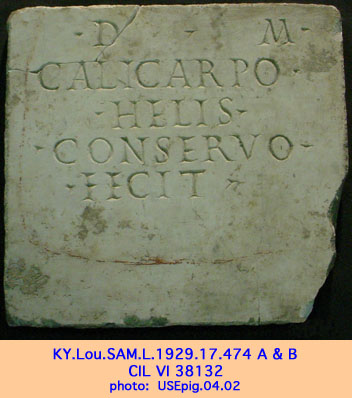 · D · M ·
CALICARPO ·
· HELIS ·
· CONSERVO ·
· FECIT
KY.Lou.SAM.L.1929.17.474 A & B
CIL VI 38132
photo: USEpig.04.02